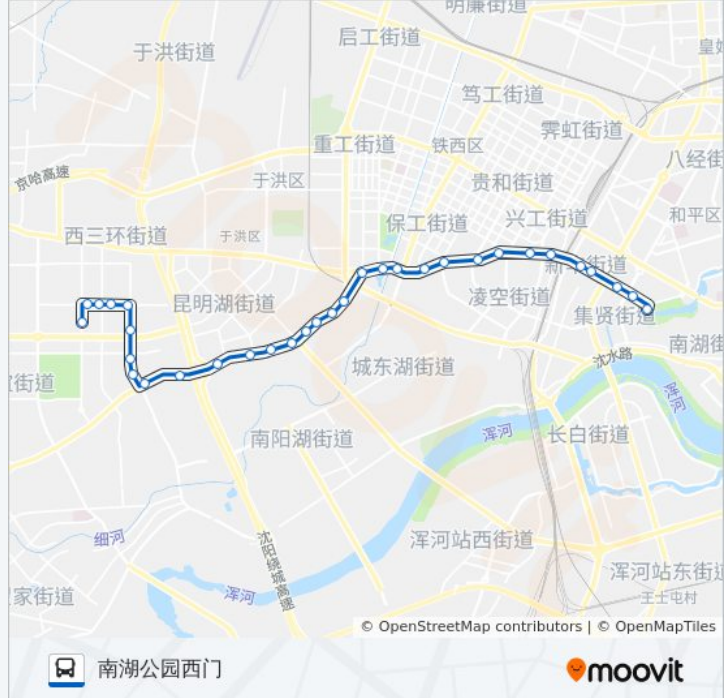 明廉街道
启工街道
于洪街道
皇姑
笃工街道
霁虹街道
重工街道
铁西区
八经街
京哈高速
于洪区
贵和街道
兴工街道
和平区
保工街道
西三环街道
于洪区
昆明湖街道
凌空街道
集贤街道
南湖街
沈水路
城东湖街道
街道
浑河
浑河
长白街道
南阳湖街道
细河
沈阳绕城高速
浑河站西街道
浑河站东街道
王士屯村
家街道
浑河
© OpenStreetMap contributors | © OpenMapTiles
南湖公园西门
moovit